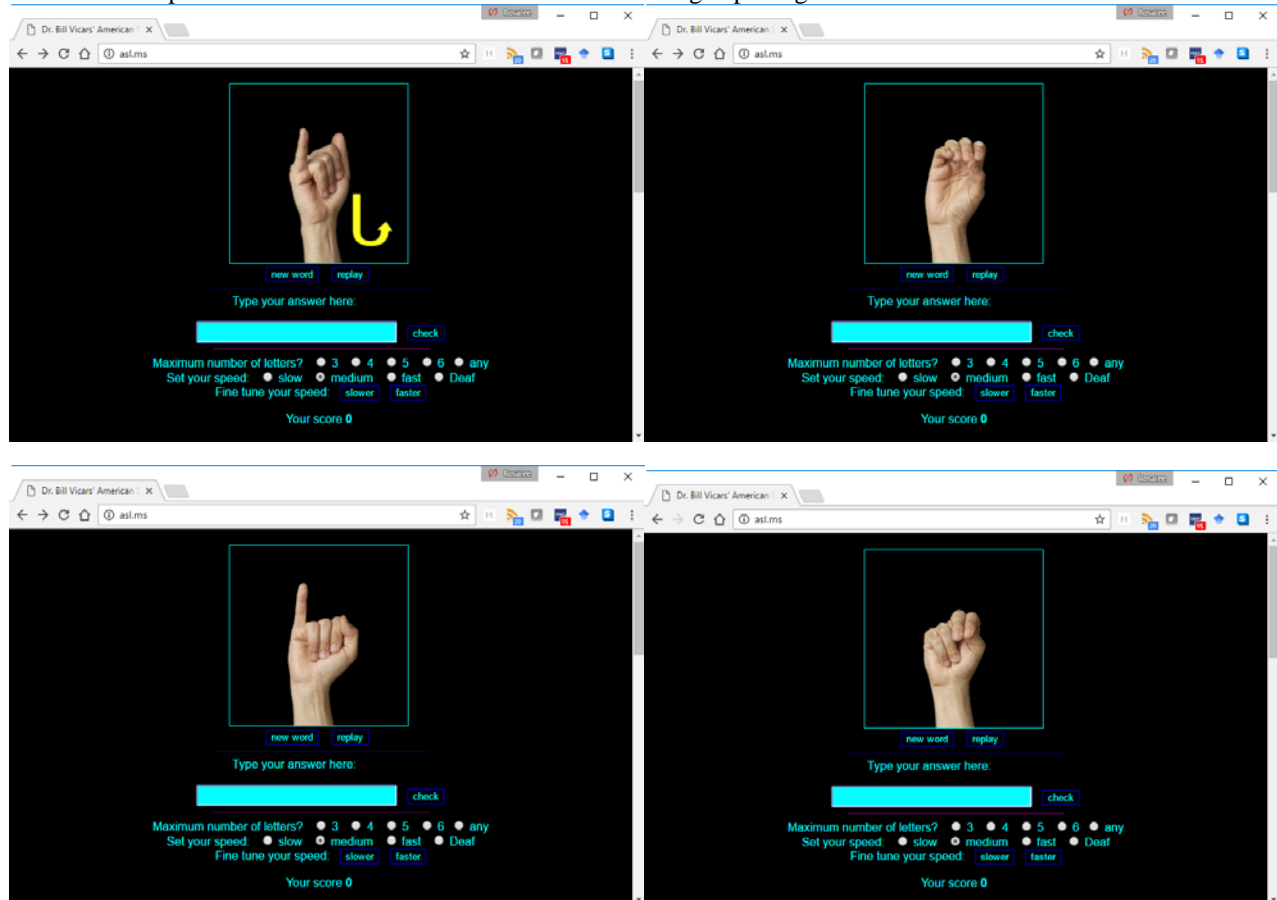 Dr. Bill Vicars' American
asl.ms
new word replay
Type your answer here:
check
Maximum number of letters? 3 4 5 6 any
Set your speed: slow medium fast Deaf
Fine tune your speed: slower faster
Your score 0
Dr. Bill Vicars' American
asl.ms
new word replay
Type your answer here:
check
Maximum number of letters? 3 4 5 6 any
Set your speed: slow medium fast Deaf
Fine tune your speed: slower faster
Your score 0
Dr. Bill Vicars' American
asl.ms
new word replay
Type your answer here:
check
Maximum number of letters? 3 4 5 6 any
Set your speed: slow medium fast Deaf
Fine tune your speed: slower faster
Your score 0
Dr. Bill Vicars' American
asl.ms
new word replay
Type your answer here:
check
Maximum number of letters? 3 4 5 6 any
Set your speed: slow medium fast Deaf
Fine tune your speed: slower faster
Your score 0